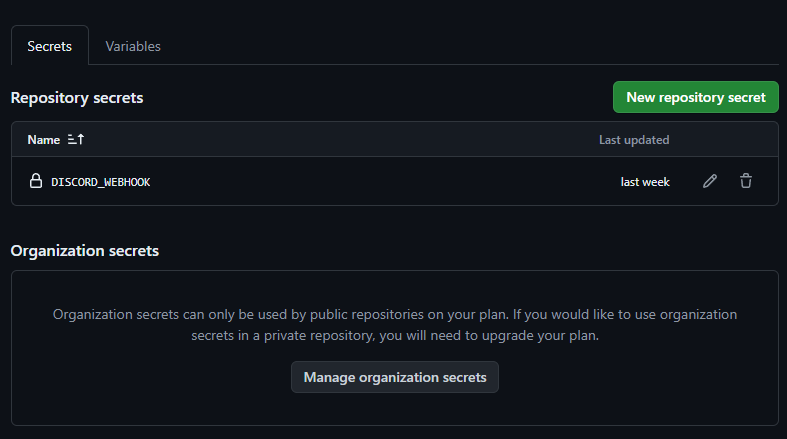 Secrets Variables
Repository secrets New repository secret
Name Last updated
DISCORD_WEBHOOK last week
Organization secrets
Organization secrets can only be used by public repositories on your plan. If you would like to use organization
secrets in a private repository, you will need to upgrade your plan.
Manage organization secrets